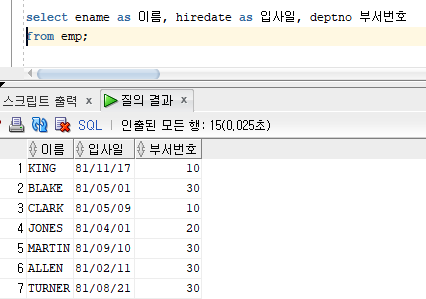 select ename as 이름, hiredate as 입사일, deptno 부서번호
from emp;
스크립트 출력 x 질의 결과 x
SQL | 인출된 모든 행: 15(0,025초)
이름 입사일 부서번호
1 KING 81/11/17 10
2 BLAKE 81/05/01 30
3 CLARK 81/05/09 10
4 JONES 81/04/01 20
5 MARTIN 81/09/10 30
6 ALLEN 81/02/11 30
7 TURNER 81/08/21 30